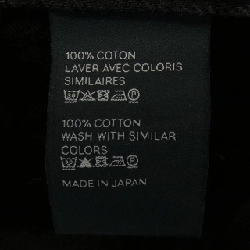 100% COTON
LAVER AVEC COLORIS
SIMILAIRES
100% COTTON
WASH WITH SIMILAR
COLORS
MADE IN JAPAN